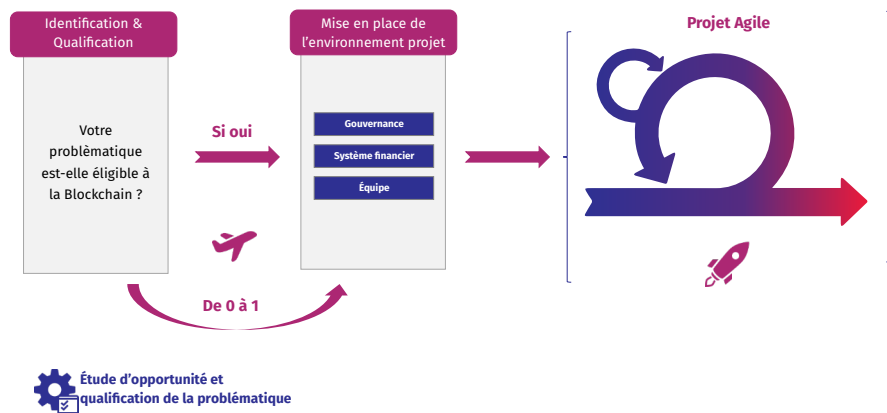 Identification &
Qualification
Mise en place de
l'environnement projet
Projet Agile
Votre
problèmatique
est-elle éligible à
la Blockchain ?
Si oui
Gouvernance
Système financier
Équipe
De 0 à 1
Étude d'opportunité et
qualification de la problématique